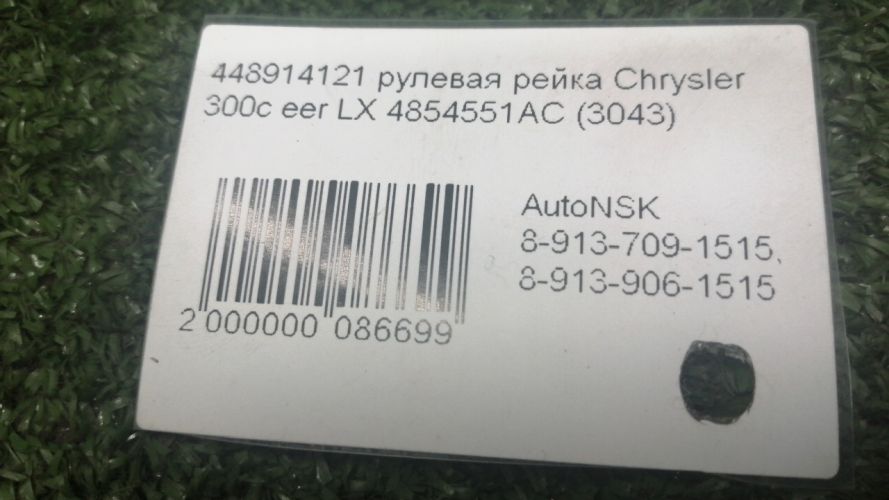 448914121 рулевая рейка Chrysler
300c eer LX 4854551AC (3043)
AutoNSK
8-913-709-1515,
8-913-906-1515
2 000000 086699